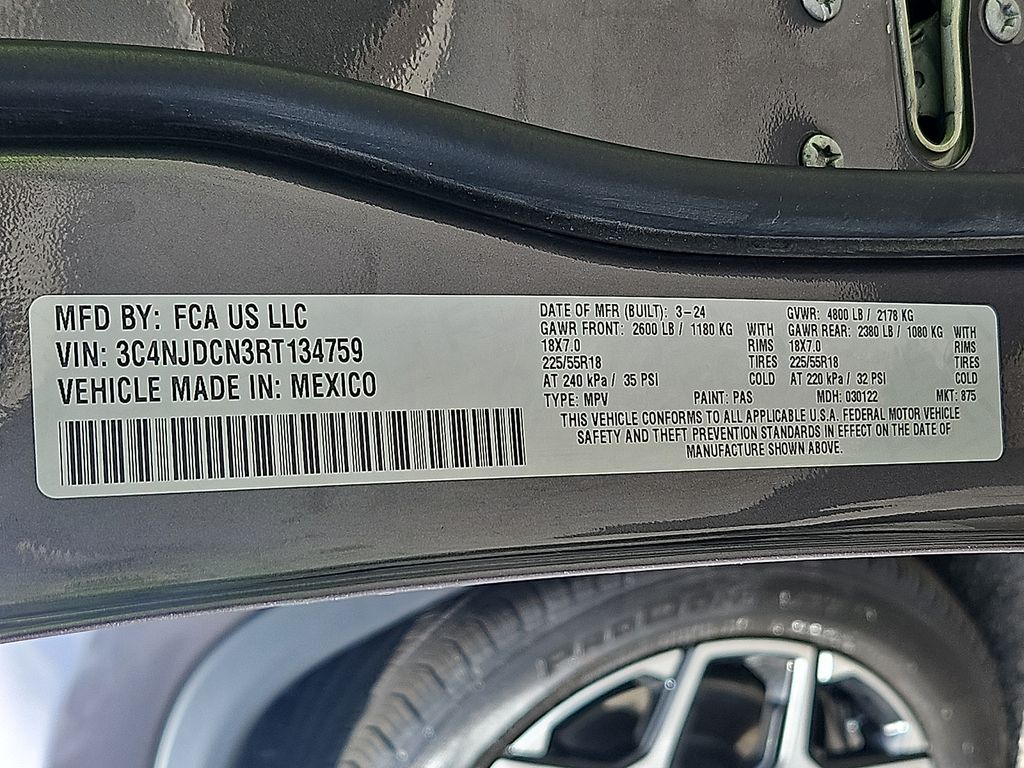 MFD BY: FCA US LLC
VIN: 3C4NJDCN3RT134759
VEHICLE MADE IN: MEXICO
DATE OF MFR (BUILT): 3-24
GVWR: 4800 LB / 2178 KG
GAWR FRONT: 2600 LB / 1180 KG WITH
GAWR REAR: 2380 LB / 1080 KG WITH
18X7.0 RIMS
18X7.0 RIMS
225/55R18 TIRES
225/55R18 TIRES
AT 240 kPa / 35 PSI COLD
AT 220 kPa / 32 PSI COLD
TYPE: MPV PAINT: PAS MDH: 030122 MKT: 875
THIS VEHICLE CONFORMS TO ALL APPLICABLE U.S.A. FEDERAL MOTOR VEHICLE
SAFETY AND THEFT PREVENTION STANDARDS IN EFFECT ON THE DATE OF
MANUFACTURE SHOWN ABOVE.